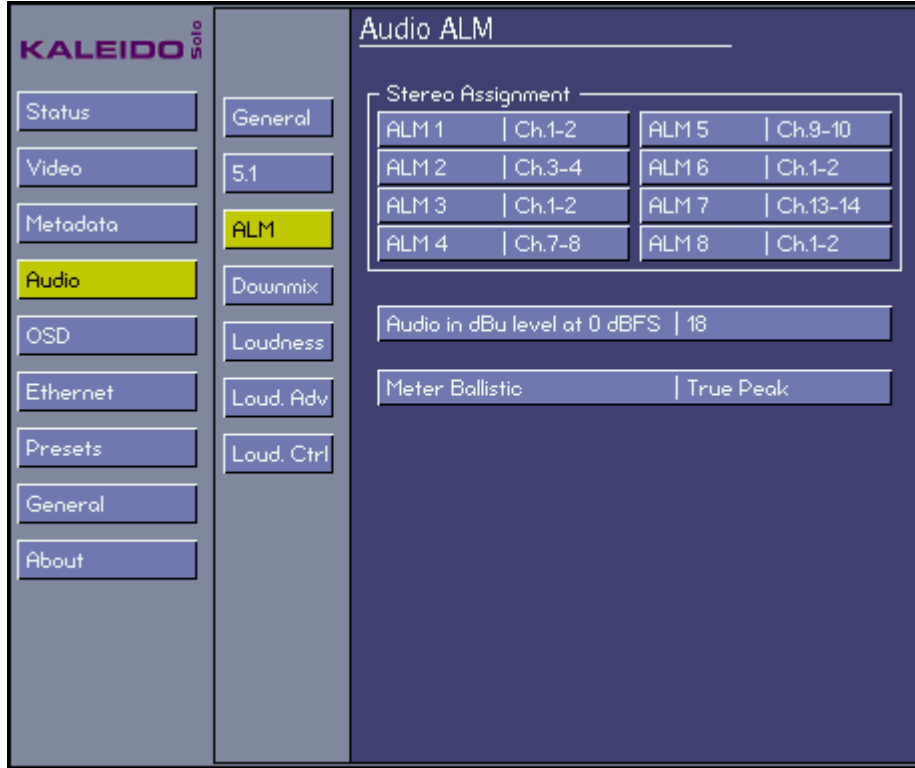 KALEIDO Solo
Status
Video
Metadata
Audio
OSD
Ethernet
Presets
General
About
General
5.1
ALM
Downmix
Loudness
Loud. Adv
Loud. Ctrl
Audio ALM
Stereo Assignment
ALM 1 | Ch.1-2
ALM 2 | Ch.3-4
ALM 3 | Ch.1-2
ALM 4 | Ch.7-8
ALM 5 | Ch.9-10
ALM 6 | Ch.1-2
ALM 7 | Ch.13-14
ALM 8 | Ch.1-2
Audio in dBu level at 0 dBFS | 18
Meter Ballistic | True Peak